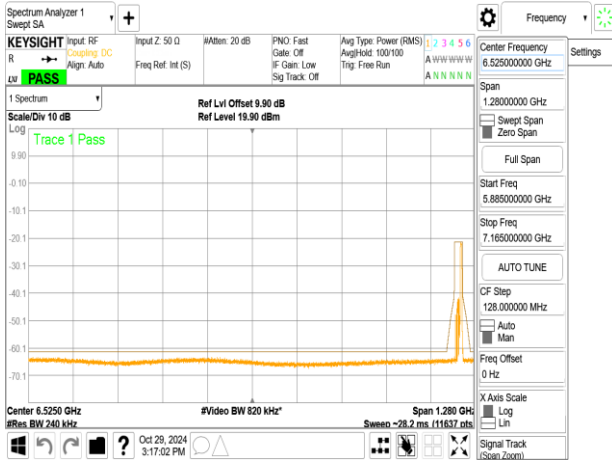 Spectrum Analyzer 1
Swept SA
Frequency
Settings
KEYSIGHT
R
LXI
PASS
Input: RF
Coupling: DC
Align: Auto
Input Z: 50 Ω
Freq Ref: Int (S)
#Atten: 20 dB
PNO: Fast
Gate: Off
IF Gain: Low
Sig Track: Off
Avg Type: Power (RMS)
Avg|Hold: 100/100
Trig: Free Run
1 2 3 4 5 6
A W W W W W
A N N N N N
1 Spectrum
Scale/Div 10 dB
Ref Lvl Offset 9.90 dB
Ref Level 19.90 dBm
Log
Trace 1 Pass
9.90
-0.10
-10.1
-20.1
-30.1
-40.1
-50.1
-60.1
-70.1
Center 6.5250 GHz
#Res BW 240 kHz
#Video BW 820 kHz*
Span 1.280 GHz
Sweep ~28.2 ms (11637 pts
Oct 29, 2024
3:17:02 PM
Center Frequency
6.525000000 GHz
Span
1.28000000 GHz
Swept Span
Zero Span
Full Span
Start Freq
5.885000000 GHz
Stop Freq
7.165000000 GHz
AUTO TUNE
CF Step
128.000000 MHz
Auto
Man
Freq Offset
0 Hz
X Axis Scale
Log
Lin
Signal Track
(Span Zoom)